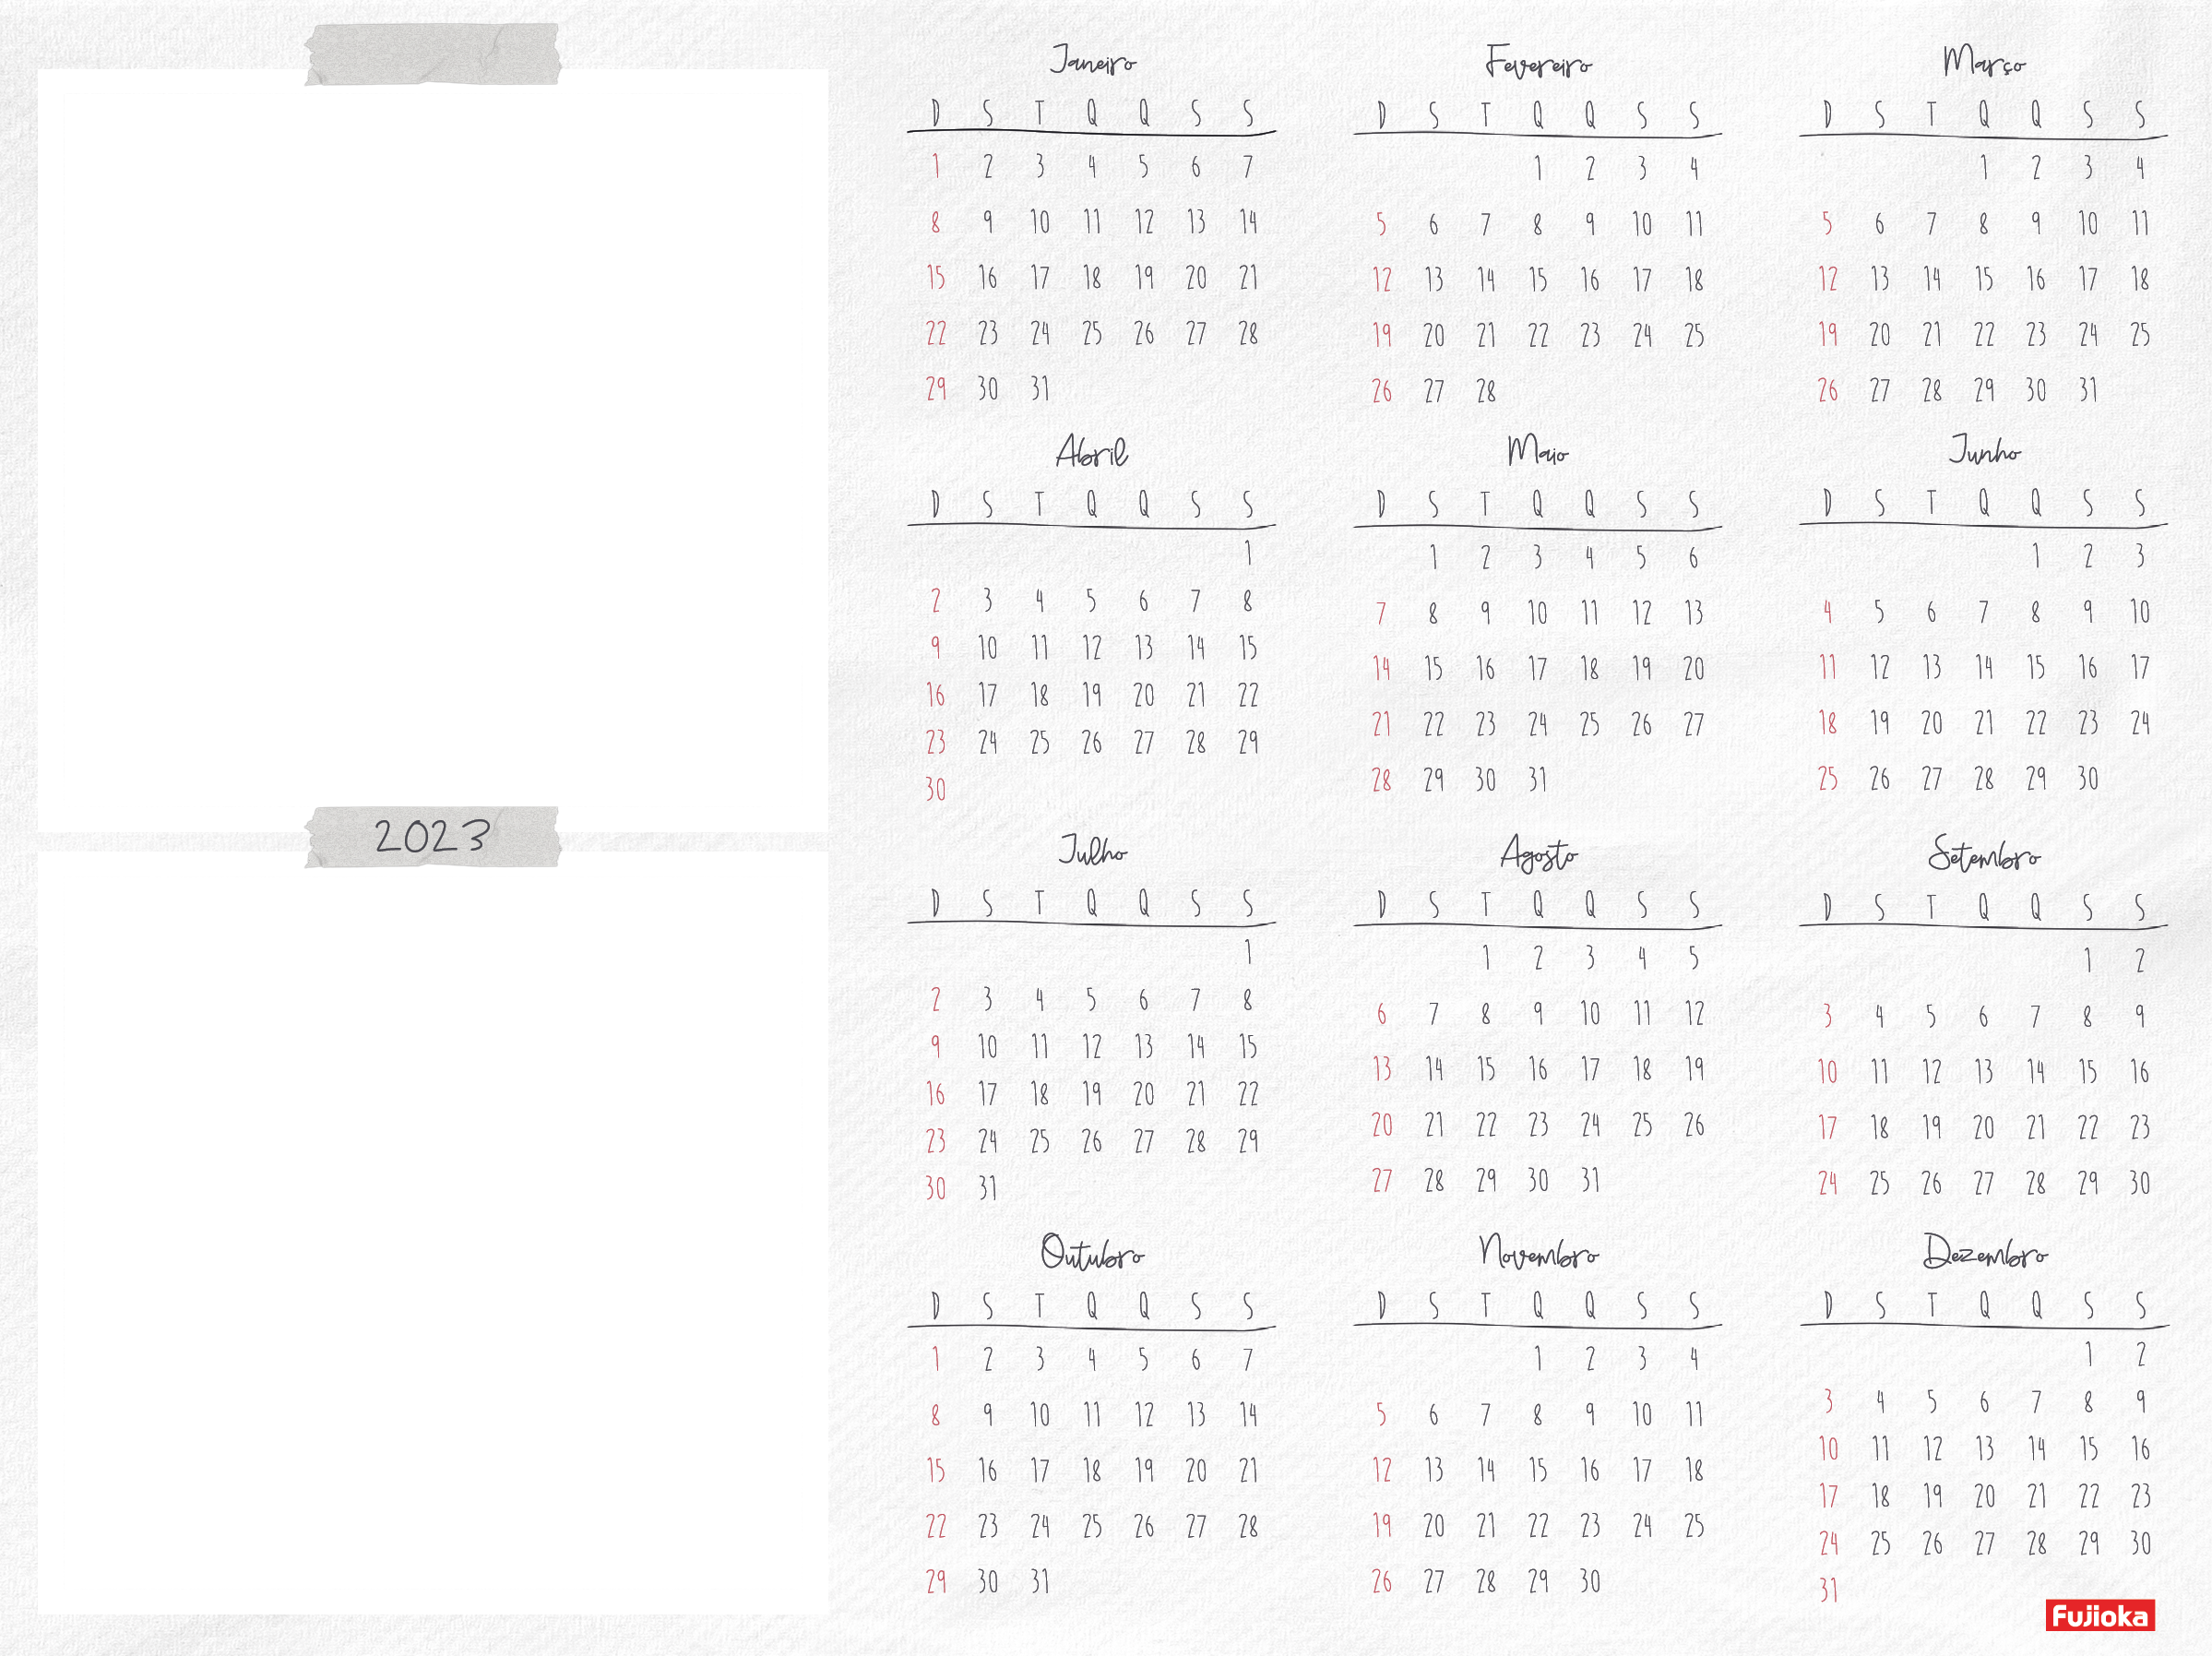 2023
Janeiro
D S T Q Q S S
1 2 3 4 5 6 7
8 9 10 11 12 13 14
15 16 17 18 19 20 21
22 23 24 25 26 27 28
29 30 31
Fevereiro
D S T Q Q S S
1 2 3 4
5 6 7 8 9 10 11
12 13 14 15 16 17 18
19 20 21 22 23 24 25
26 27 28
Março
D S T Q Q S S
1 2 3 4
5 6 7 8 9 10 11
12 13 14 15 16 17 18
19 20 21 22 23 24 25
26 27 28 29 30 31
Abril
D S T Q Q S S
1
2 3 4 5 6 7 8
9 10 11 12 13 14 15
16 17 18 19 20 21 22
23 24 25 26 27 28 29
30
Maio
D S T Q Q S S
1 2 3 4 5 6
7 8 9 10 11 12 13
14 15 16 17 18 19 20
21 22 23 24 25 26 27
28 29 30 31
Junho
D S T Q Q S S
1 2 3
4 5 6 7 8 9 10
11 12 13 14 15 16 17
18 19 20 21 22 23 24
25 26 27 28 29 30
Julho
D S T Q Q S S
1
2 3 4 5 6 7 8
9 10 11 12 13 14 15
16 17 18 19 20 21 22
23 24 25 26 27 28 29
30 31
Agosto
D S T Q Q S S
1 2 3 4 5
6 7 8 9 10 11 12
13 14 15 16 17 18 19
20 21 22 23 24 25 26
27 28 29 30 31
Setembro
D S T Q Q S S
1 2
3 4 5 6 7 8 9
10 11 12 13 14 15 16
17 18 19 20 21 22 23
24 25 26 27 28 29 30
Outubro
D S T Q Q S S
1 2 3 4 5 6 7
8 9 10 11 12 13 14
15 16 17 18 19 20 21
22 23 24 25 26 27 28
29 30 31
Novembro
D S T Q Q S S
1 2 3 4
5 6 7 8 9 10 11
12 13 14 15 16 17 18
19 20 21 22 23 24 25
26 27 28 29 30
Dezembro
D S T Q Q S S
1 2
3 4 5 6 7 8 9
10 11 12 13 14 15 16
17 18 19 20 21 22 23
24 25 26 27 28 29 30
31
Fujioka